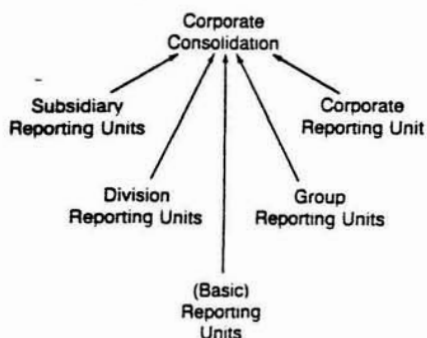 Corporate
Consolidation
Subsidiary
Reporting Units
Corporate
Reporting Unit
Division
Reporting Units
Group
Reporting Units
(Basic)
Reporting
Units